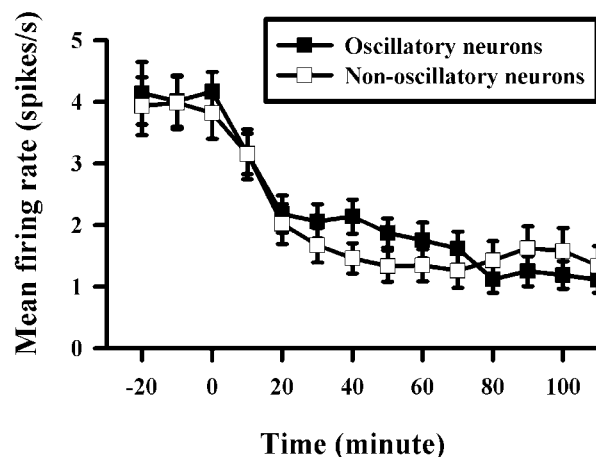 Oscillatory neurons
Non-oscillatory neurons
Mean firing rate (spikes/s)
5
4
3
2
1
0
-20 0 20 40 60 80 100
Time (minute)